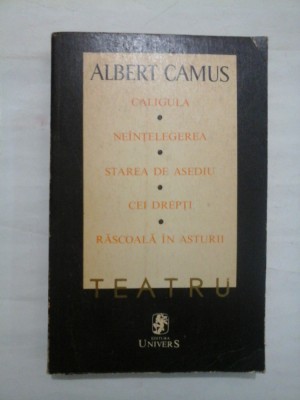 ALBERT CAMUS
CALIGULA
NEÎNȚELEGEREA
STAREA DE ASEDIU
CEI DREPȚI
RĂSCOALĂ ÎN ASTURII
TEATRU
EDITURA
UNIVERS